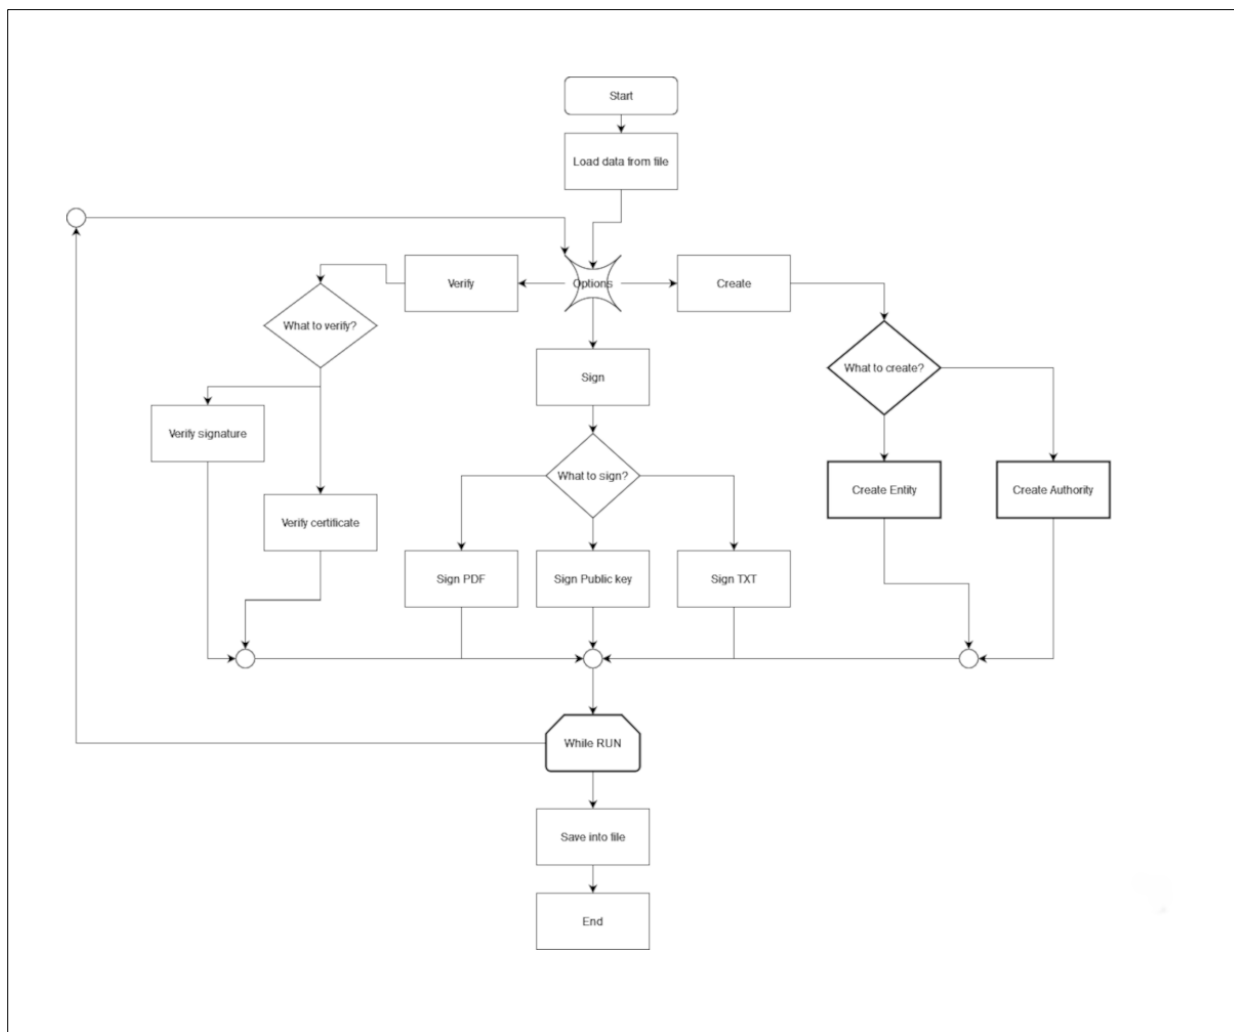 Start
Load data from file
Verify
Options
Create
What to verify?
What to create?
Sign
Verify signature
What to sign?
Create Entity
Create Authority
Verify certificate
Sign PDF
Sign Public key
Sign TXT
While RUN
Save into file
End